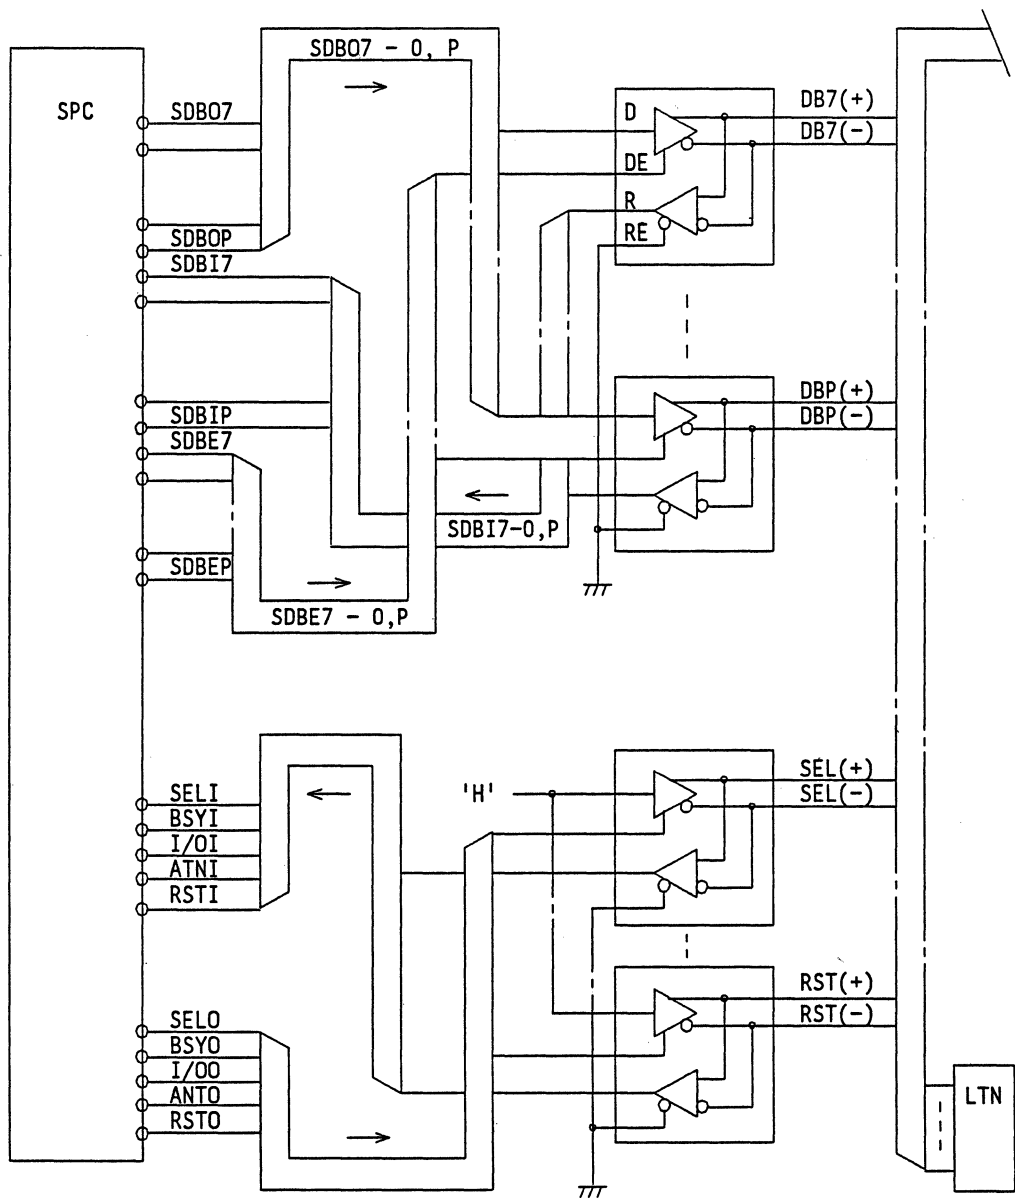 SPC
SDBO7
SDBOP
SDBI7
SDBIP
SDBE7
SDBEP
SDBO7 - 0, P
SDBI7-0,P
SDBE7 - 0,P
D
DE
R
RE
DB7(+)
DB7(-)
DBP(+)
DBP(-)
SELI
BSYI
I/OI
ATNI
RSTI
SELO
BSYO
I/OO
ANTO
RSTO
'H'
SEL(+)
SEL(-)
RST(+)
RST(-)
LTN